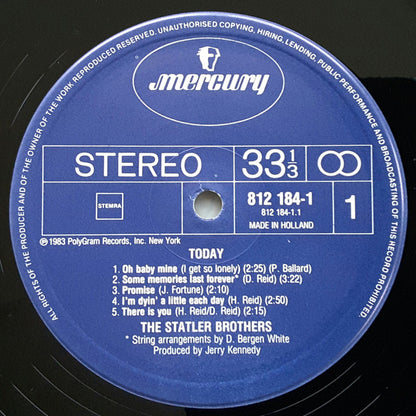 ALL RIGHTS OF THE PRODUCER AND OF THE OWNER OF THE WORK REPRODUCED RESERVED. UNAUTHORISED COPYING, HIRING, LENDING, PUBLIC PERFORMANCE AND BROADCASTING OF THIS RECORD PROHIBITED.
mercury
STEREO 33 1/3
812 184-1
812 184-1.1
MADE IN HOLLAND
1
STEMRA
℗ 1983 PolyGram Records, Inc. New York
TODAY
1. Oh baby mine (I get so lonely) (2:25) (P. Ballard)
2. Some memories last forever* (D. Reid) (3:22)
3. Promise (J. Fortune) (2:10)
4. I'm dyin' a little each day (H. Reid) (2:50)
5. There is you (H. Reid/D. Reid) (2:15)
THE STATLER BROTHERS
* String arrangements by D. Bergen White
Produced by Jerry Kennedy